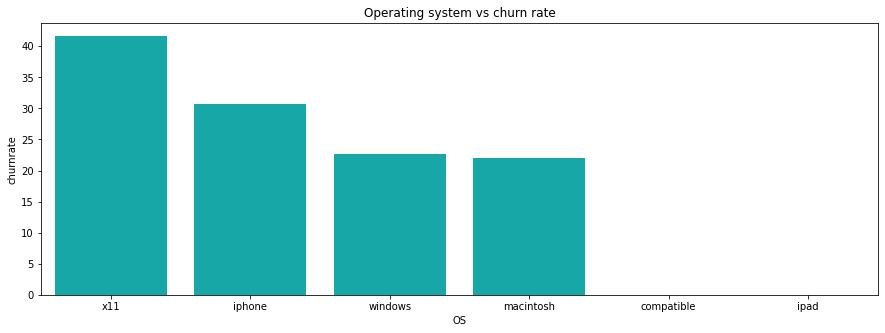 Operating system vs churn rate
churnrate
40
35
30
25
20
15
10
5
0
x11 iphone windows macintosh compatible ipad
OS